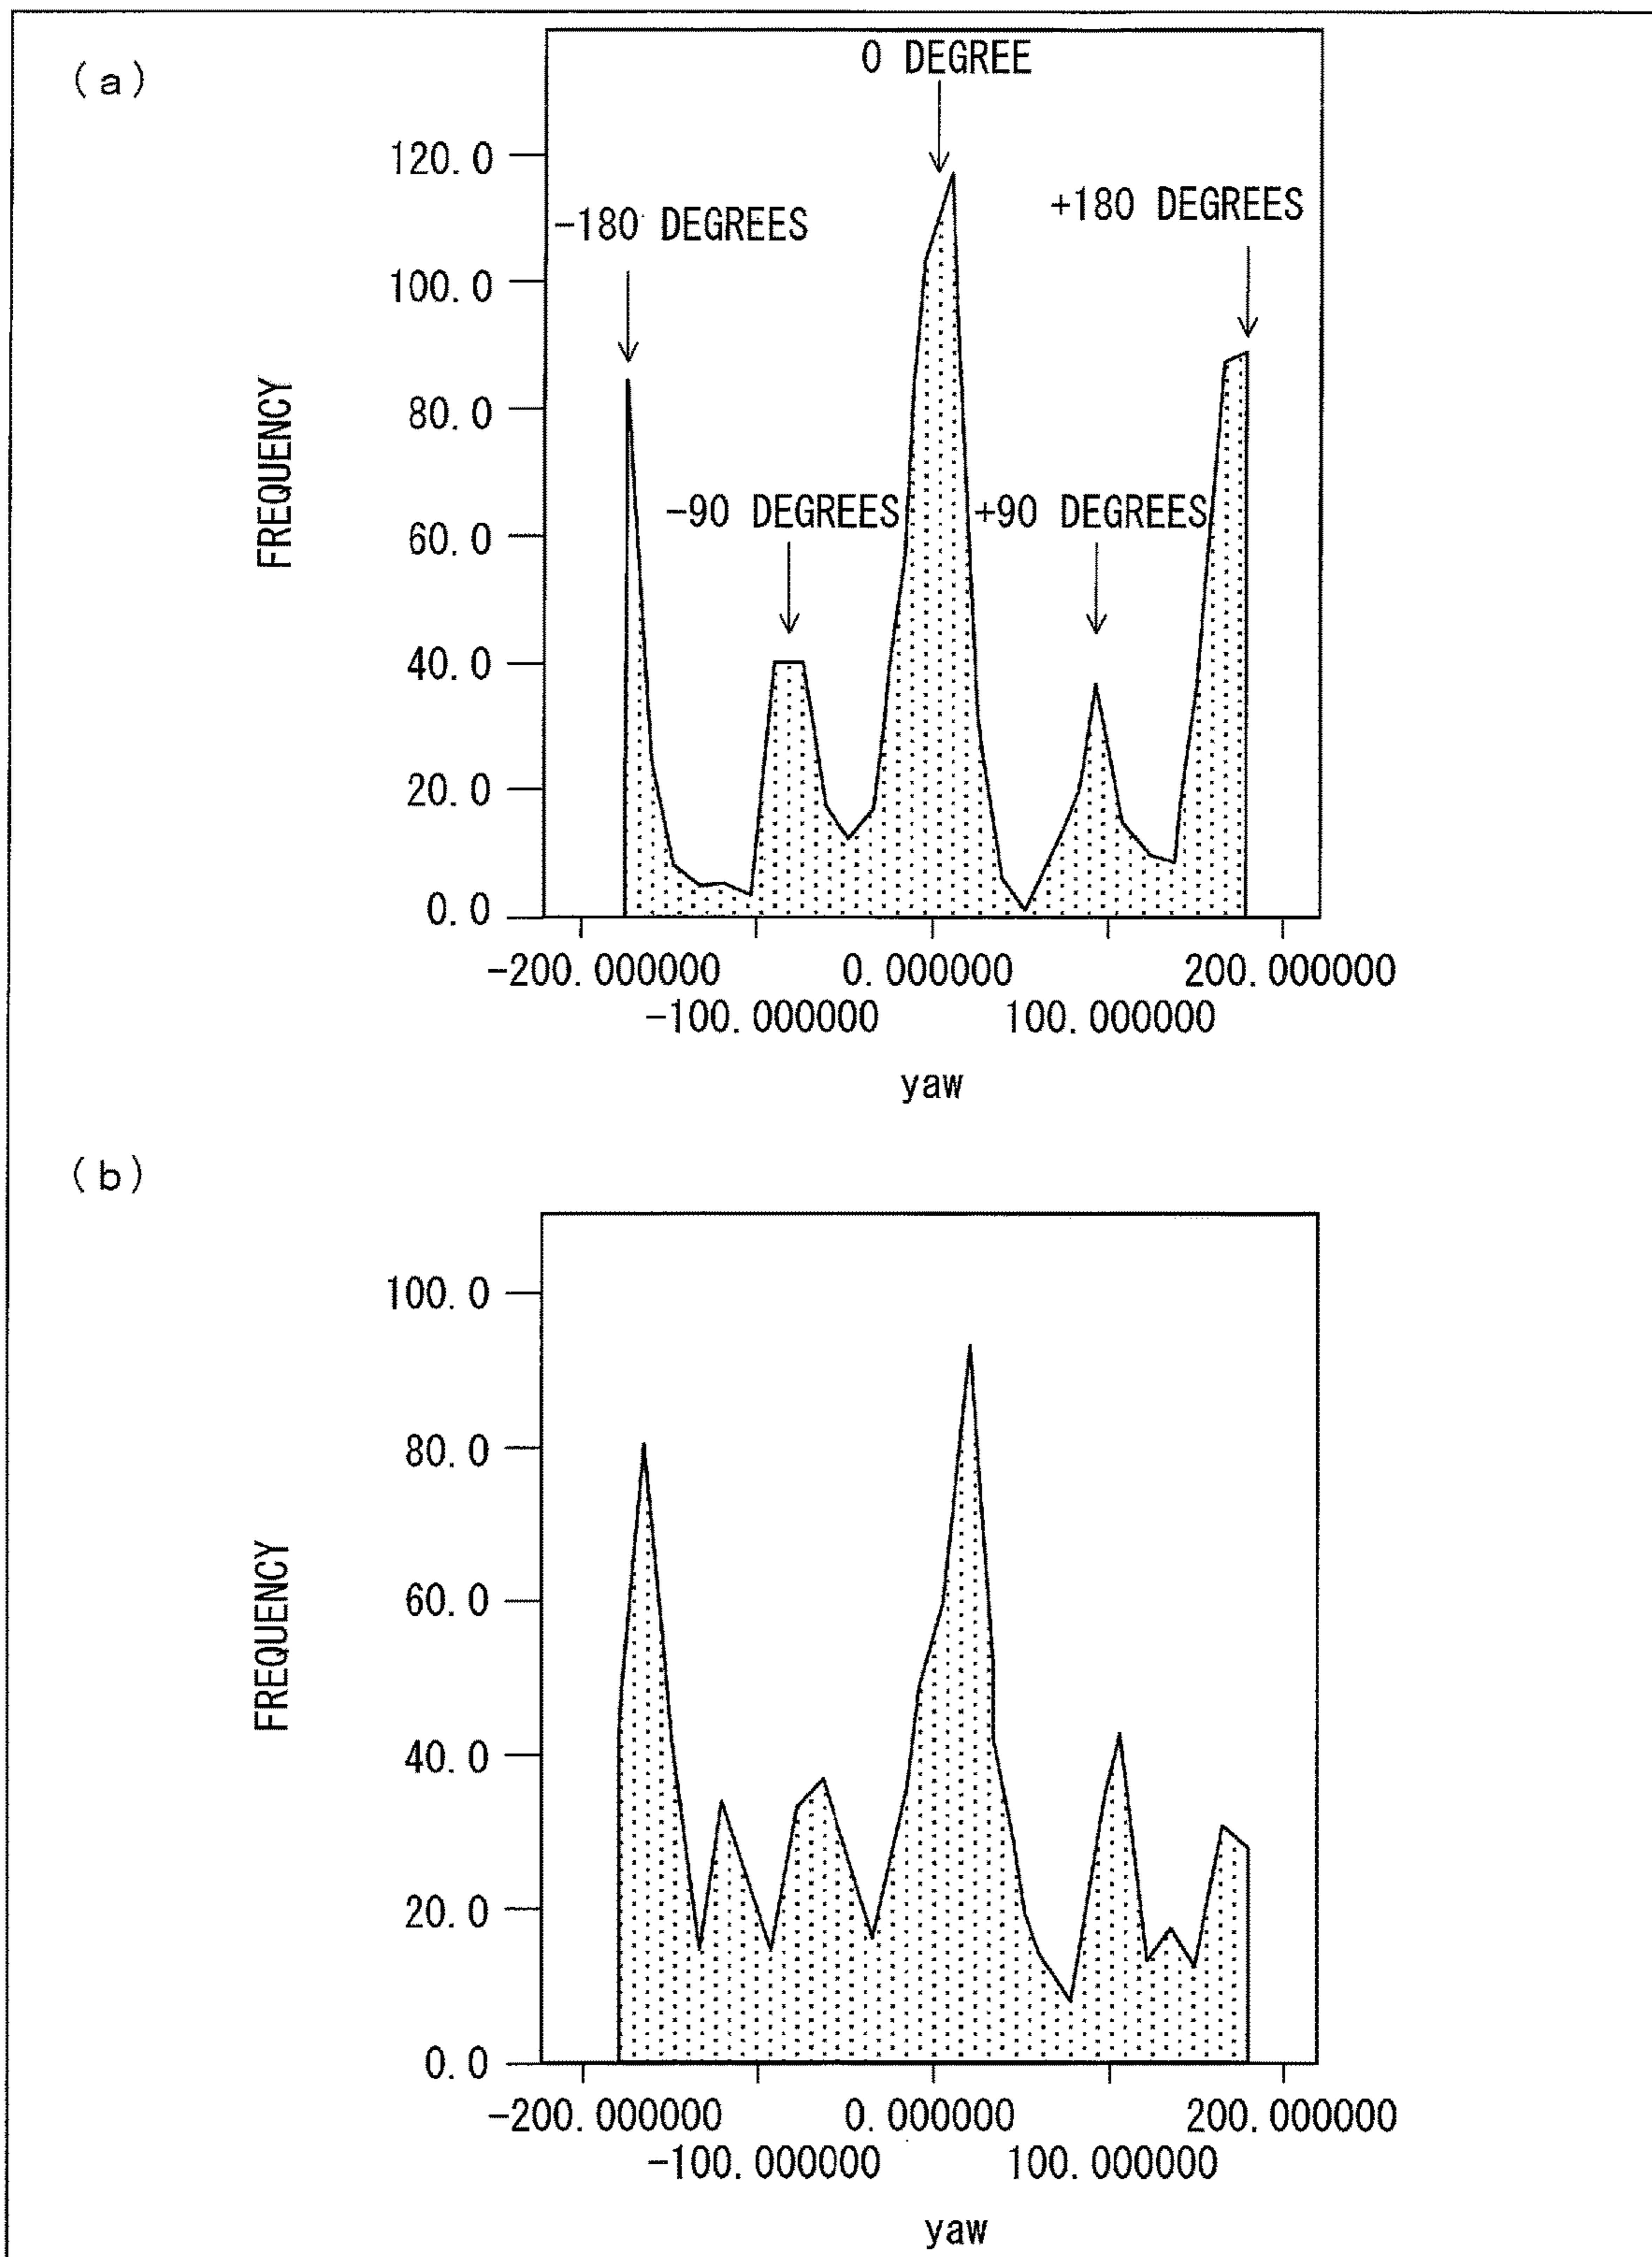 (a)
0 DEGREE
120.0
+180 DEGREES
-180 DEGREES
100.0
80.0
FREQUENCY
-90 DEGREES
+90 DEGREES
60.0
40.0
20.0
0.0
-200.000000
0.000000
200.000000
-100.000000
100.000000
yaw
(b)
100.0
80.0
FREQUENCY
60.0
40.0
20.0
0.0
-200.000000
0.000000
200.000000
-100.000000
100.000000
yaw